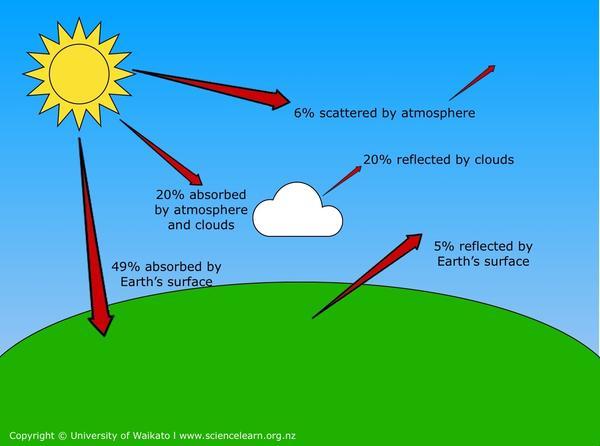 6% scattered by atmosphere
20% reflected by clouds
20% absorbed
by atmosphere
and clouds
5% reflected by
Earth's surface
49% absorbed by
Earth's surface
Copyright © University of Waikato l www.sciencelearn.org.nz